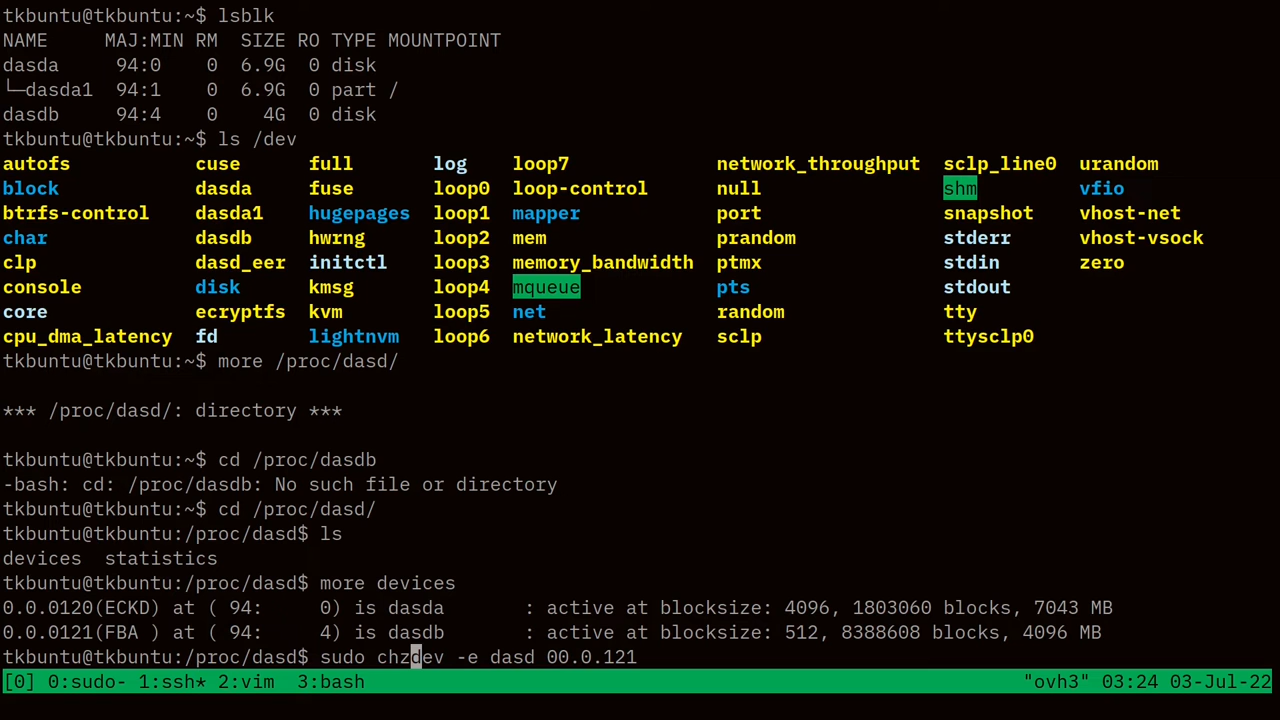 tkbuntu@tkbuntu:~$ lsblk
NAME     MAJ:MIN RM  SIZE RO TYPE MOUNTPOINT
dasda     94:0    0  6.9G  0 disk
└─dasda1  94:1    0  6.9G  0 part /
dasdb     94:4    0    4G  0 disk
tkbuntu@tkbuntu:~$ ls /dev
autofs           cuse      full       log    loop7             network_throughput  sclp_line0  urandom
block            dasda     fuse       loop0  loop-control      null                shm         vfio
btrfs-control    dasda1    hugepages  loop1  mapper            port                snapshot    vhost-net
char             dasdb     hwrng      loop2  mem               prandom             stderr      vhost-vsock
clp              dasd_eer  initctl    loop3  memory_bandwidth  ptmx                stdin       zero
console          disk      kmsg       loop4  mqueue            pts                 stdout
core             ecryptfs  kvm        loop5  net               random              tty
cpu_dma_latency  fd        lightnvm   loop6  network_latency   sclp                ttysclp0
tkbuntu@tkbuntu:~$ more /proc/dasd/
*** /proc/dasd/: directory ***
tkbuntu@tkbuntu:~$ cd /proc/dasdb
-bash: cd: /proc/dasdb: No such file or directory
tkbuntu@tkbuntu:~$ cd /proc/dasd/
tkbuntu@tkbuntu:/proc/dasd$ ls
devices  statistics
tkbuntu@tkbuntu:/proc/dasd$ more devices
0.0.0120(ECKD) at ( 94:     0) is dasda       : active at blocksize: 4096, 1803060 blocks, 7043 MB
0.0.0121(FBA ) at ( 94:     4) is dasdb       : active at blocksize: 512, 8388608 blocks, 4096 MB
tkbuntu@tkbuntu:/proc/dasd$ sudo chzdev -e dasd 00.0.121
[0] 0:sudo- 1:ssh* 2:vim  3:bash "ovh3" 03:24 03-Jul-22